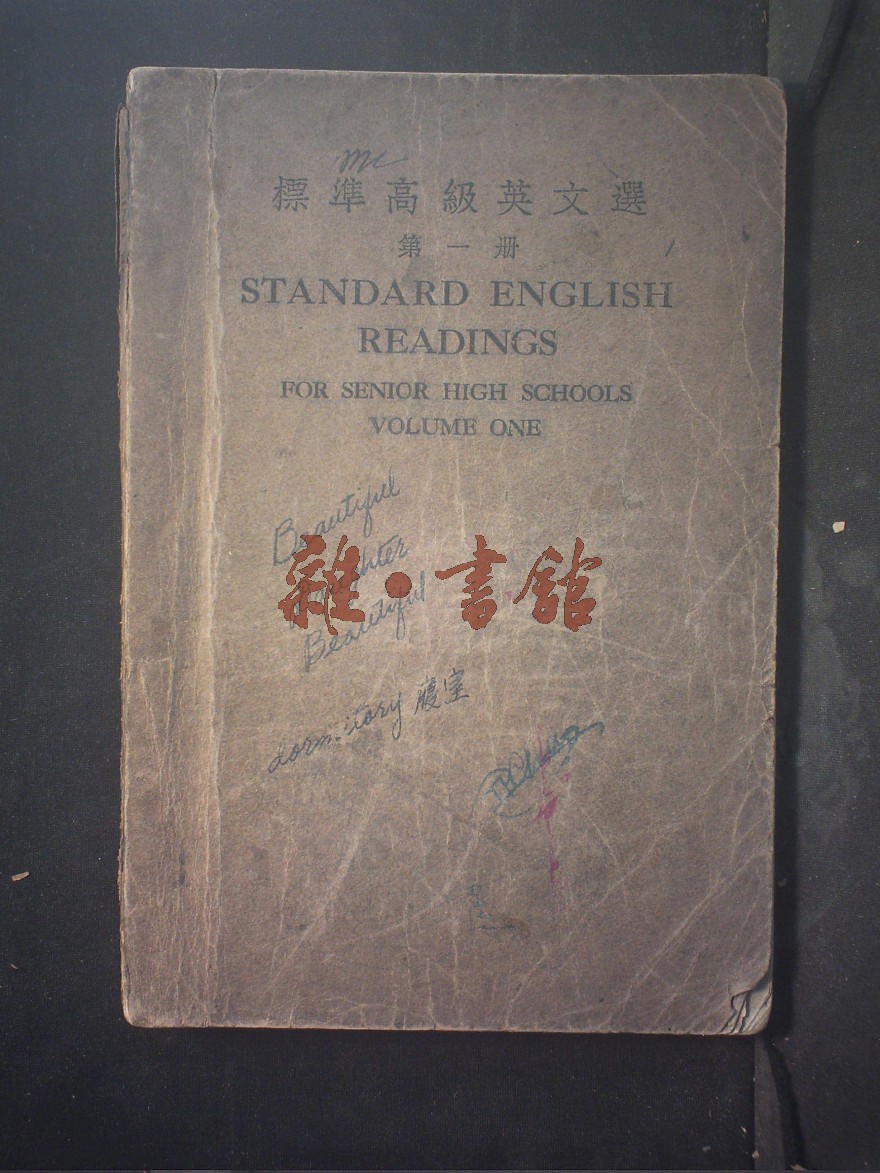 mc
標準高級英文選
第一册
STANDARD ENGLISH
READINGS
FOR SENIOR HIGH SCHOOLS
VOLUME ONE
Beautiful
雜·書館
Beautiful
dormitory 寢室